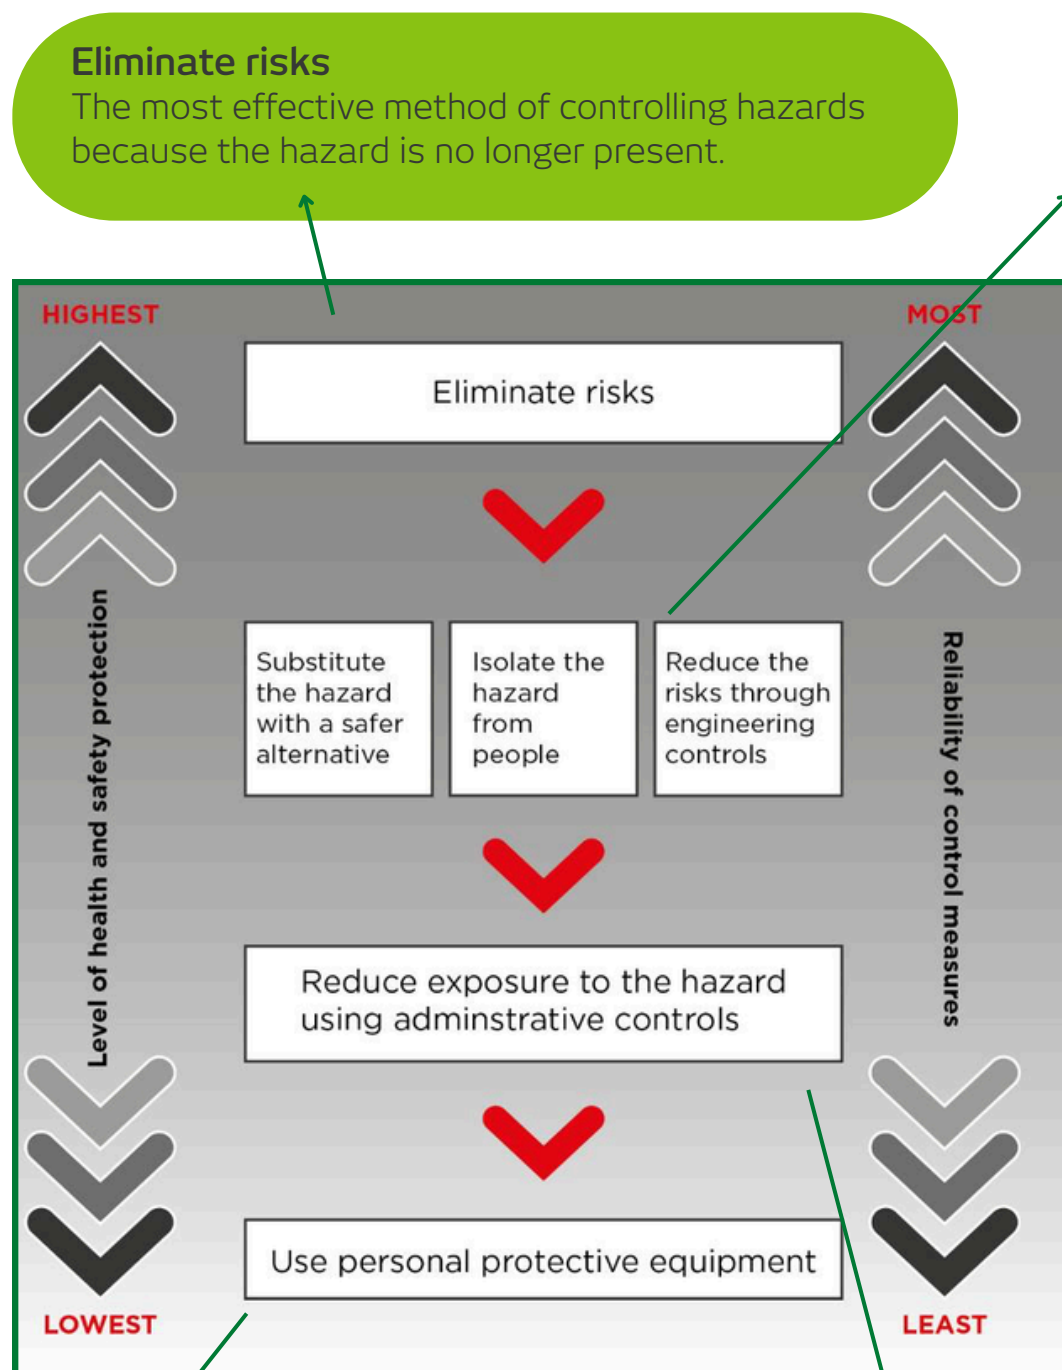 Eliminate risks
The most effective method of controlling hazards
because the hazard is no longer present.
HIGHEST
MOST
Eliminate risks
Substitute
the hazard
with a safer
alternative
Isolate the
hazard
from
people
Reduce the
risks through
engineering
controls
Level of health and safety protection
Reliability of control measures
Reduce exposure to the hazard
using adminstrative controls
Use personal protective equipment
LOWEST
LEAST